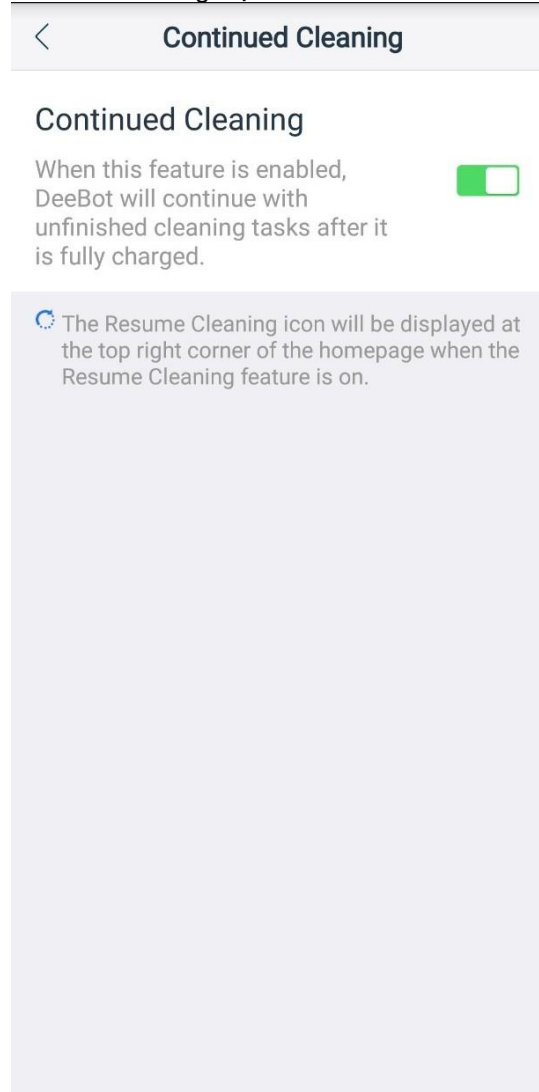 Continued Cleaning
Continued Cleaning
When this feature is enabled,
DeeBot will continue with
unfinished cleaning tasks after it
is fully charged.
The Resume Cleaning icon will be displayed at
the top right corner of the homepage when the
Resume Cleaning feature is on.